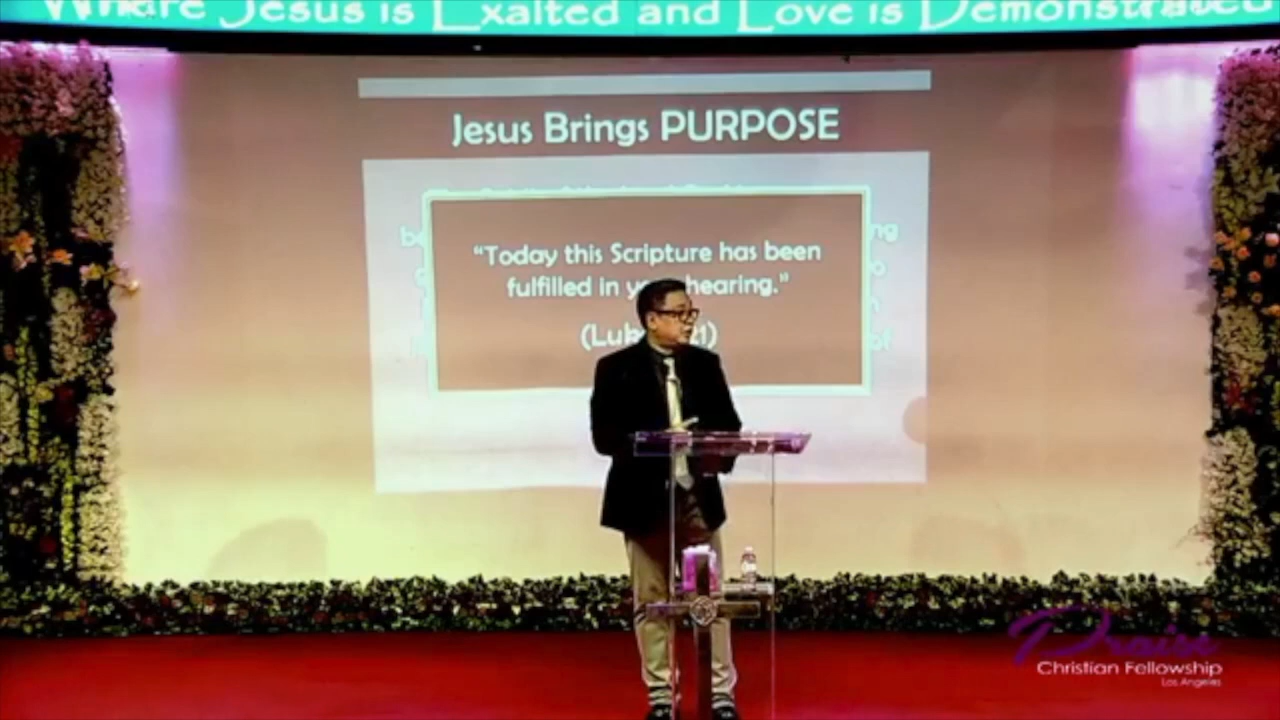 Where Jesus is Exalted and Love is Demonstrated
Jesus Brings PURPOSE
"Today this Scripture has been
fulfilled in hearing."
Praise
Christian Fellowship
Los Angeles